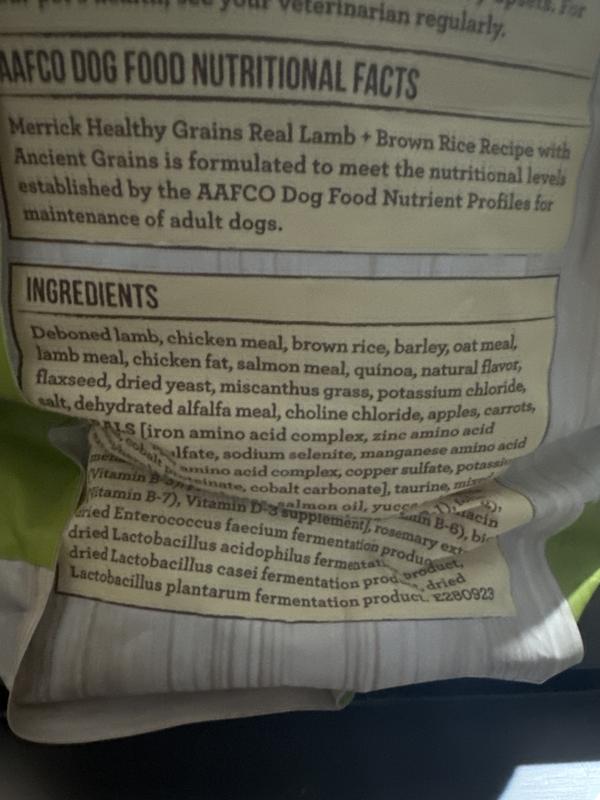 your veterinarian regularly.
AAFCO DOG FOOD NUTRITIONAL FACTS
Merrick Healthy Grains Real Lamb + Brown Rice Recipe with
Ancient Grains is formulated to meet the nutritional levels
established by the AAFCO Dog Food Nutrient Profiles for
maintenance of adult dogs.
INGREDIENTS
Deboned lamb, chicken meal, brown rice, barley, oat meal,
lamb meal, chicken fat, salmon meal, quinoa, natural flavor,
flaxseed, dried yeast, miscanthus grass, potassium chloride,
salt, dehydrated alfalfa meal, choline chloride, apples, carrots,
[iron amino acid complex, zinc amino acid
sodium selenite, manganese amino acid
amino acid complex, copper sulfate,
cobalt carbonate], taurine,
salmon oil,
(Vitamin B-7), Vitamin D-3 supplement], rosemary
dried Enterococcus faecium fermentation
dried Lactobacillus acidophilus
dried Lactobacillus casei fermentation product, dried
Lactobacillus plantarum fermentation product. E280923